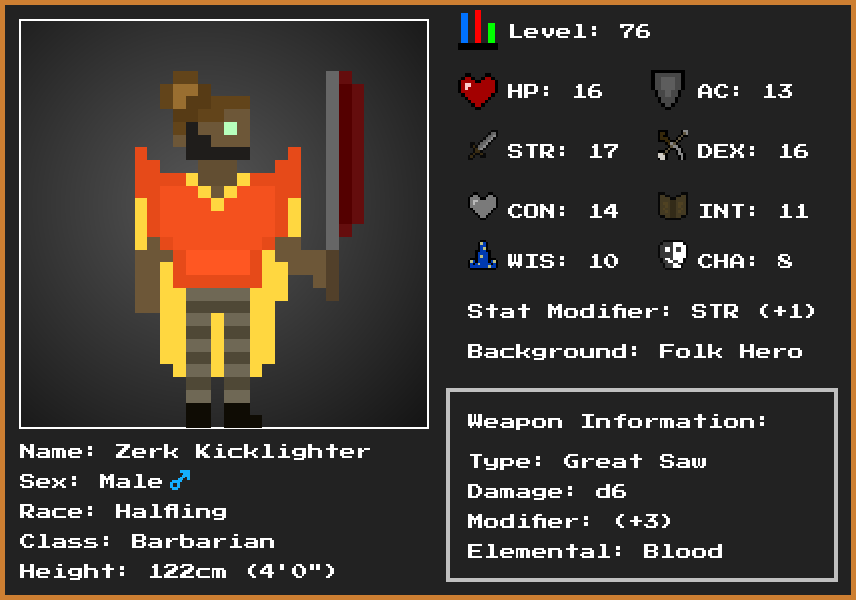 Level: 76
HP: 16
AC: 13
STR: 17
DEX: 16
CON: 14
INT: 11
WIS: 10
CHA: 8
Stat Modifier: STR (+1)
Background: Folk Hero
Weapon Information:
Type: Great Saw
Damage: d6
Modifier: (+3)
Elemental: Blood
Name: Zerk Kicklighter
Sex: Male♂
Race: Halfling
Class: Barbarian
Height: 122cm (4'0")